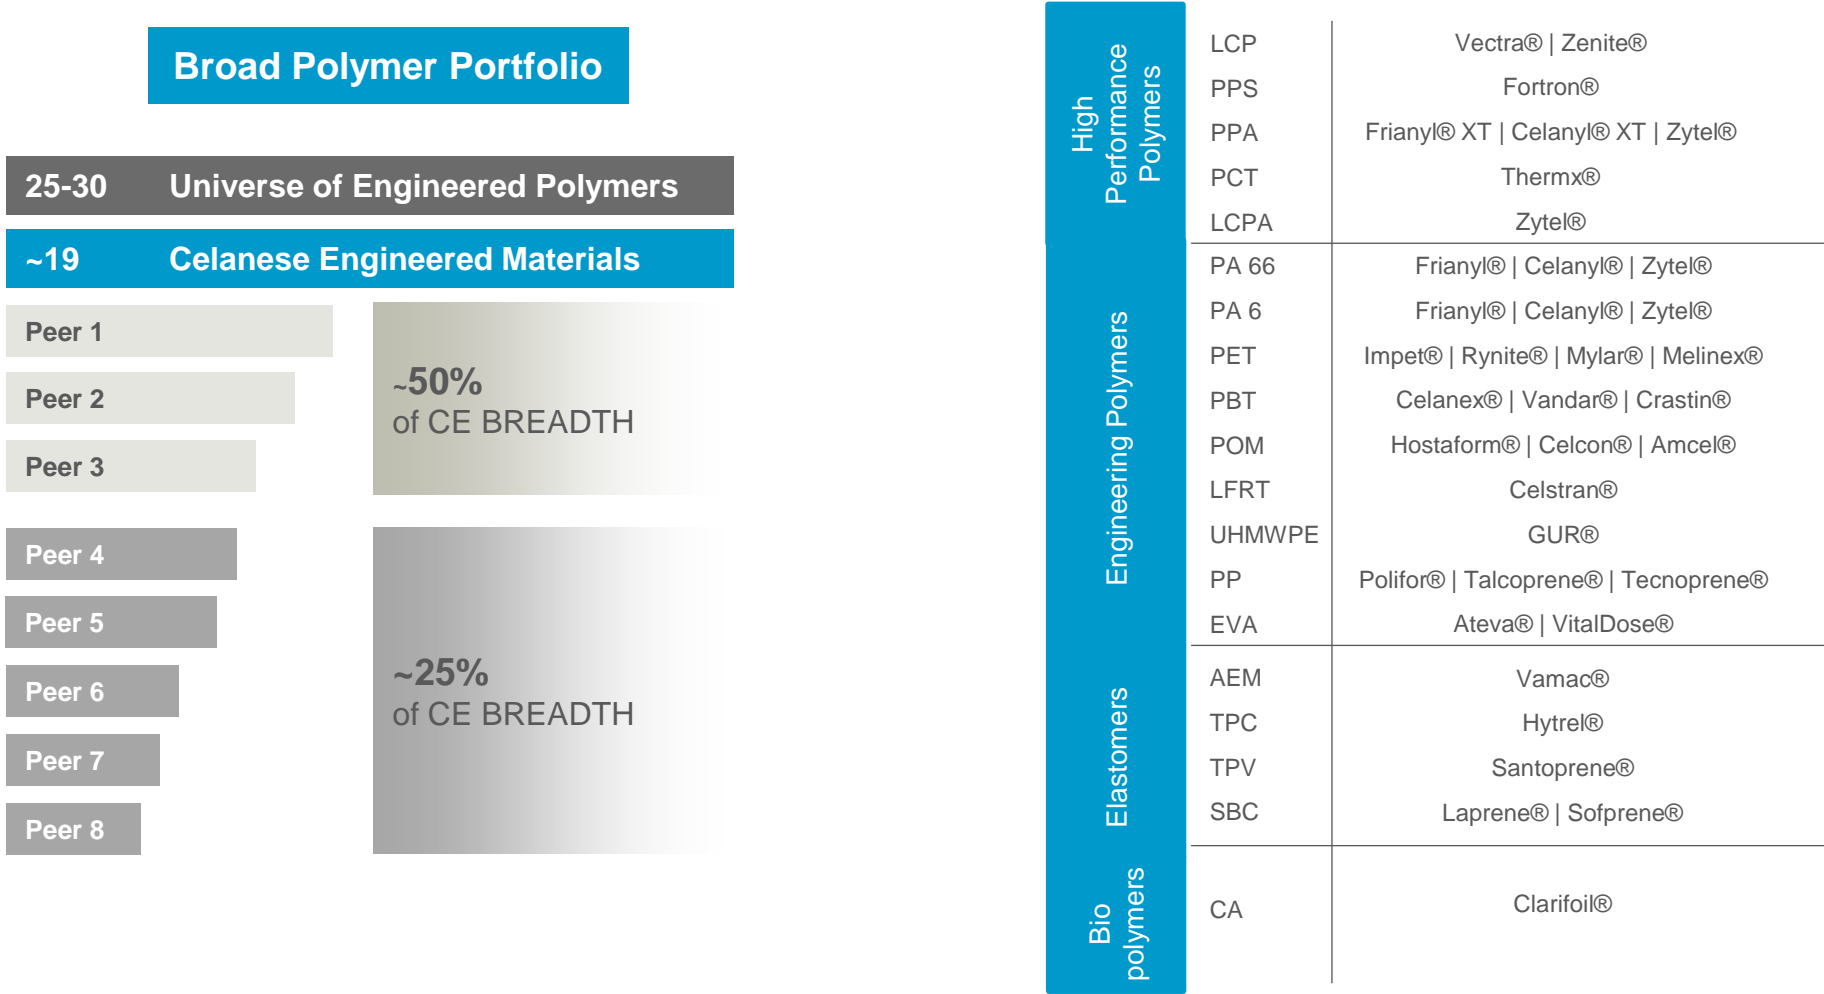 Broad Polymer Portfolio
25-30 Universe of Engineered Polymers
~19 Celanese Engineered Materials
Peer 1
Peer 2
Peer 3
~50%
of CE BREADTH
Peer 4
Peer 5
Peer 6
Peer 7
Peer 8
~25%
of CE BREADTH
High
Performance
Polymers
LCP Vectra® | Zenite®
PPS Fortron®
PPA Frianyl® XT | Celanyl® XT | Zytel®
PCT Thermx®
LCPA Zytel®
Engineering Polymers
PA 66 Frianyl® | Celanyl® | Zytel®
PA 6 Frianyl® | Celanyl® | Zytel®
PET Impet® | Rynite® | Mylar® | Melinex®
PBT Celanex® | Vandar® | Crastin®
POM Hostaform® | Celcon® | Amcel®
LFRT Celstran®
UHMWPE GUR®
PP Polifor® | Talcoprene® | Tecnoprene®
EVA Ateva® | VitalDose®
Elastomers
AEM Vamac®
TPC Hytrel®
TPV Santoprene®
SBC Laprene® | Sofprene®
Bio
polymers
CA Clarifoil®